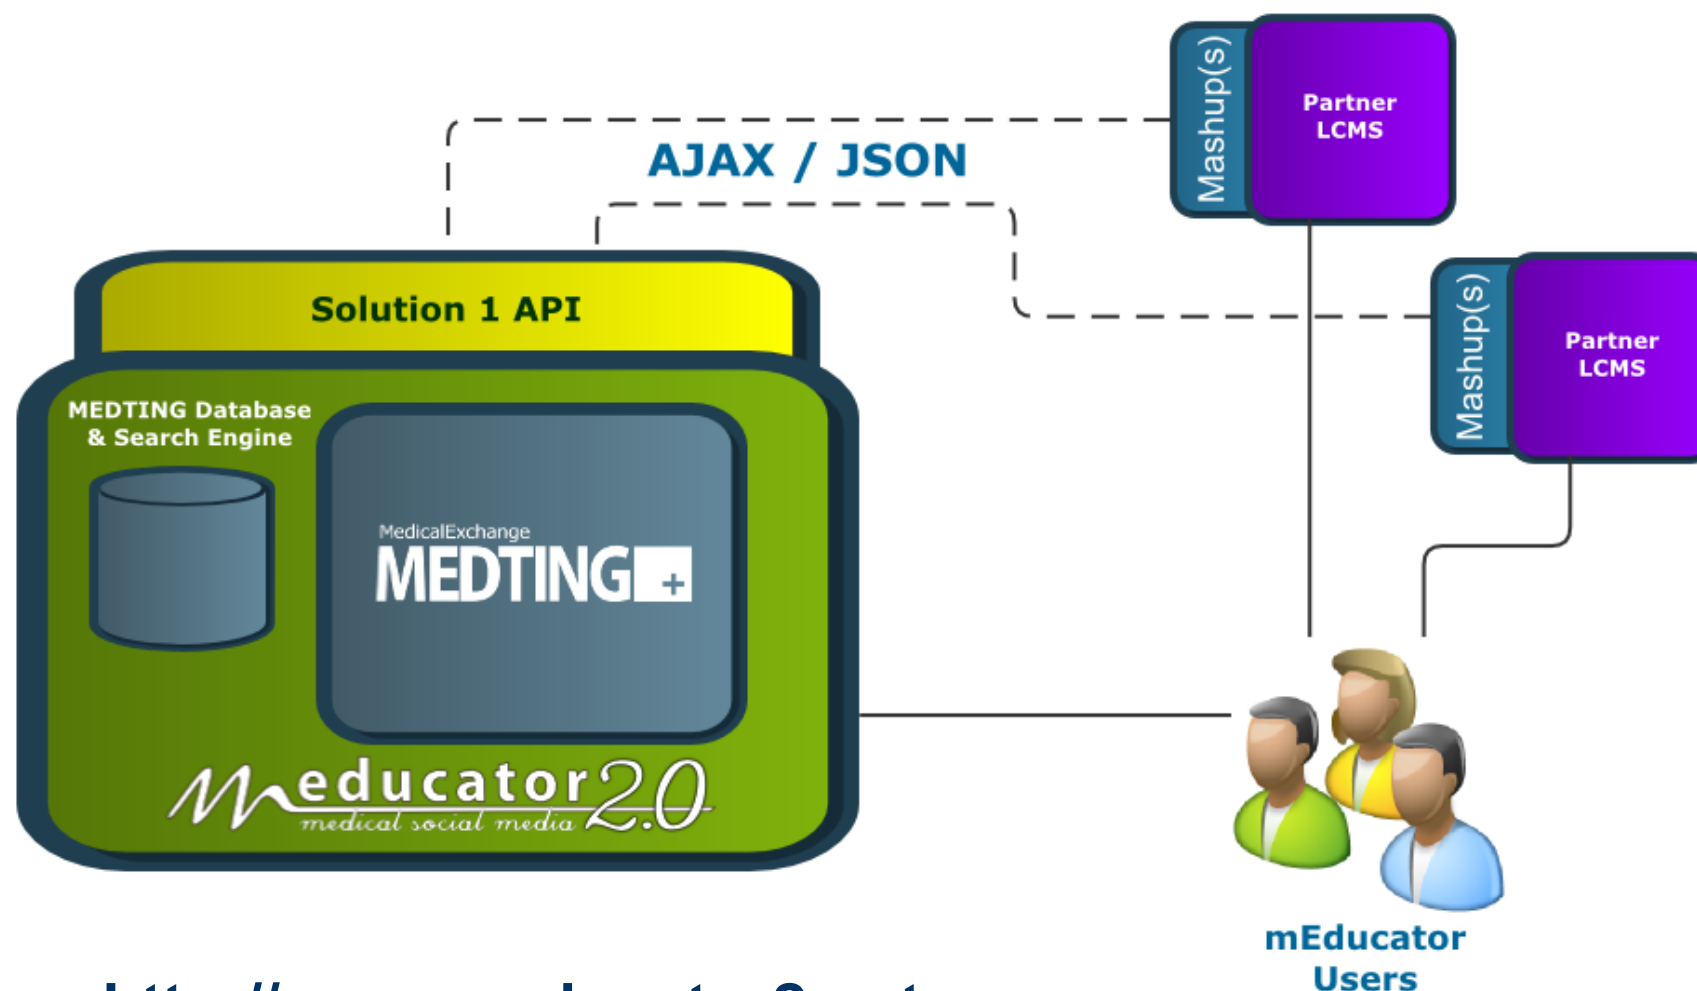 Mashup(s)
Partner
LCMS
AJAX / JSON
Mashup(s)
Partner
LCMS
Solution 1 API
MEDTING Database
& Search Engine
MedicalExchange
MEDTING +
meducator2.0
medical social media
mEducator
Users